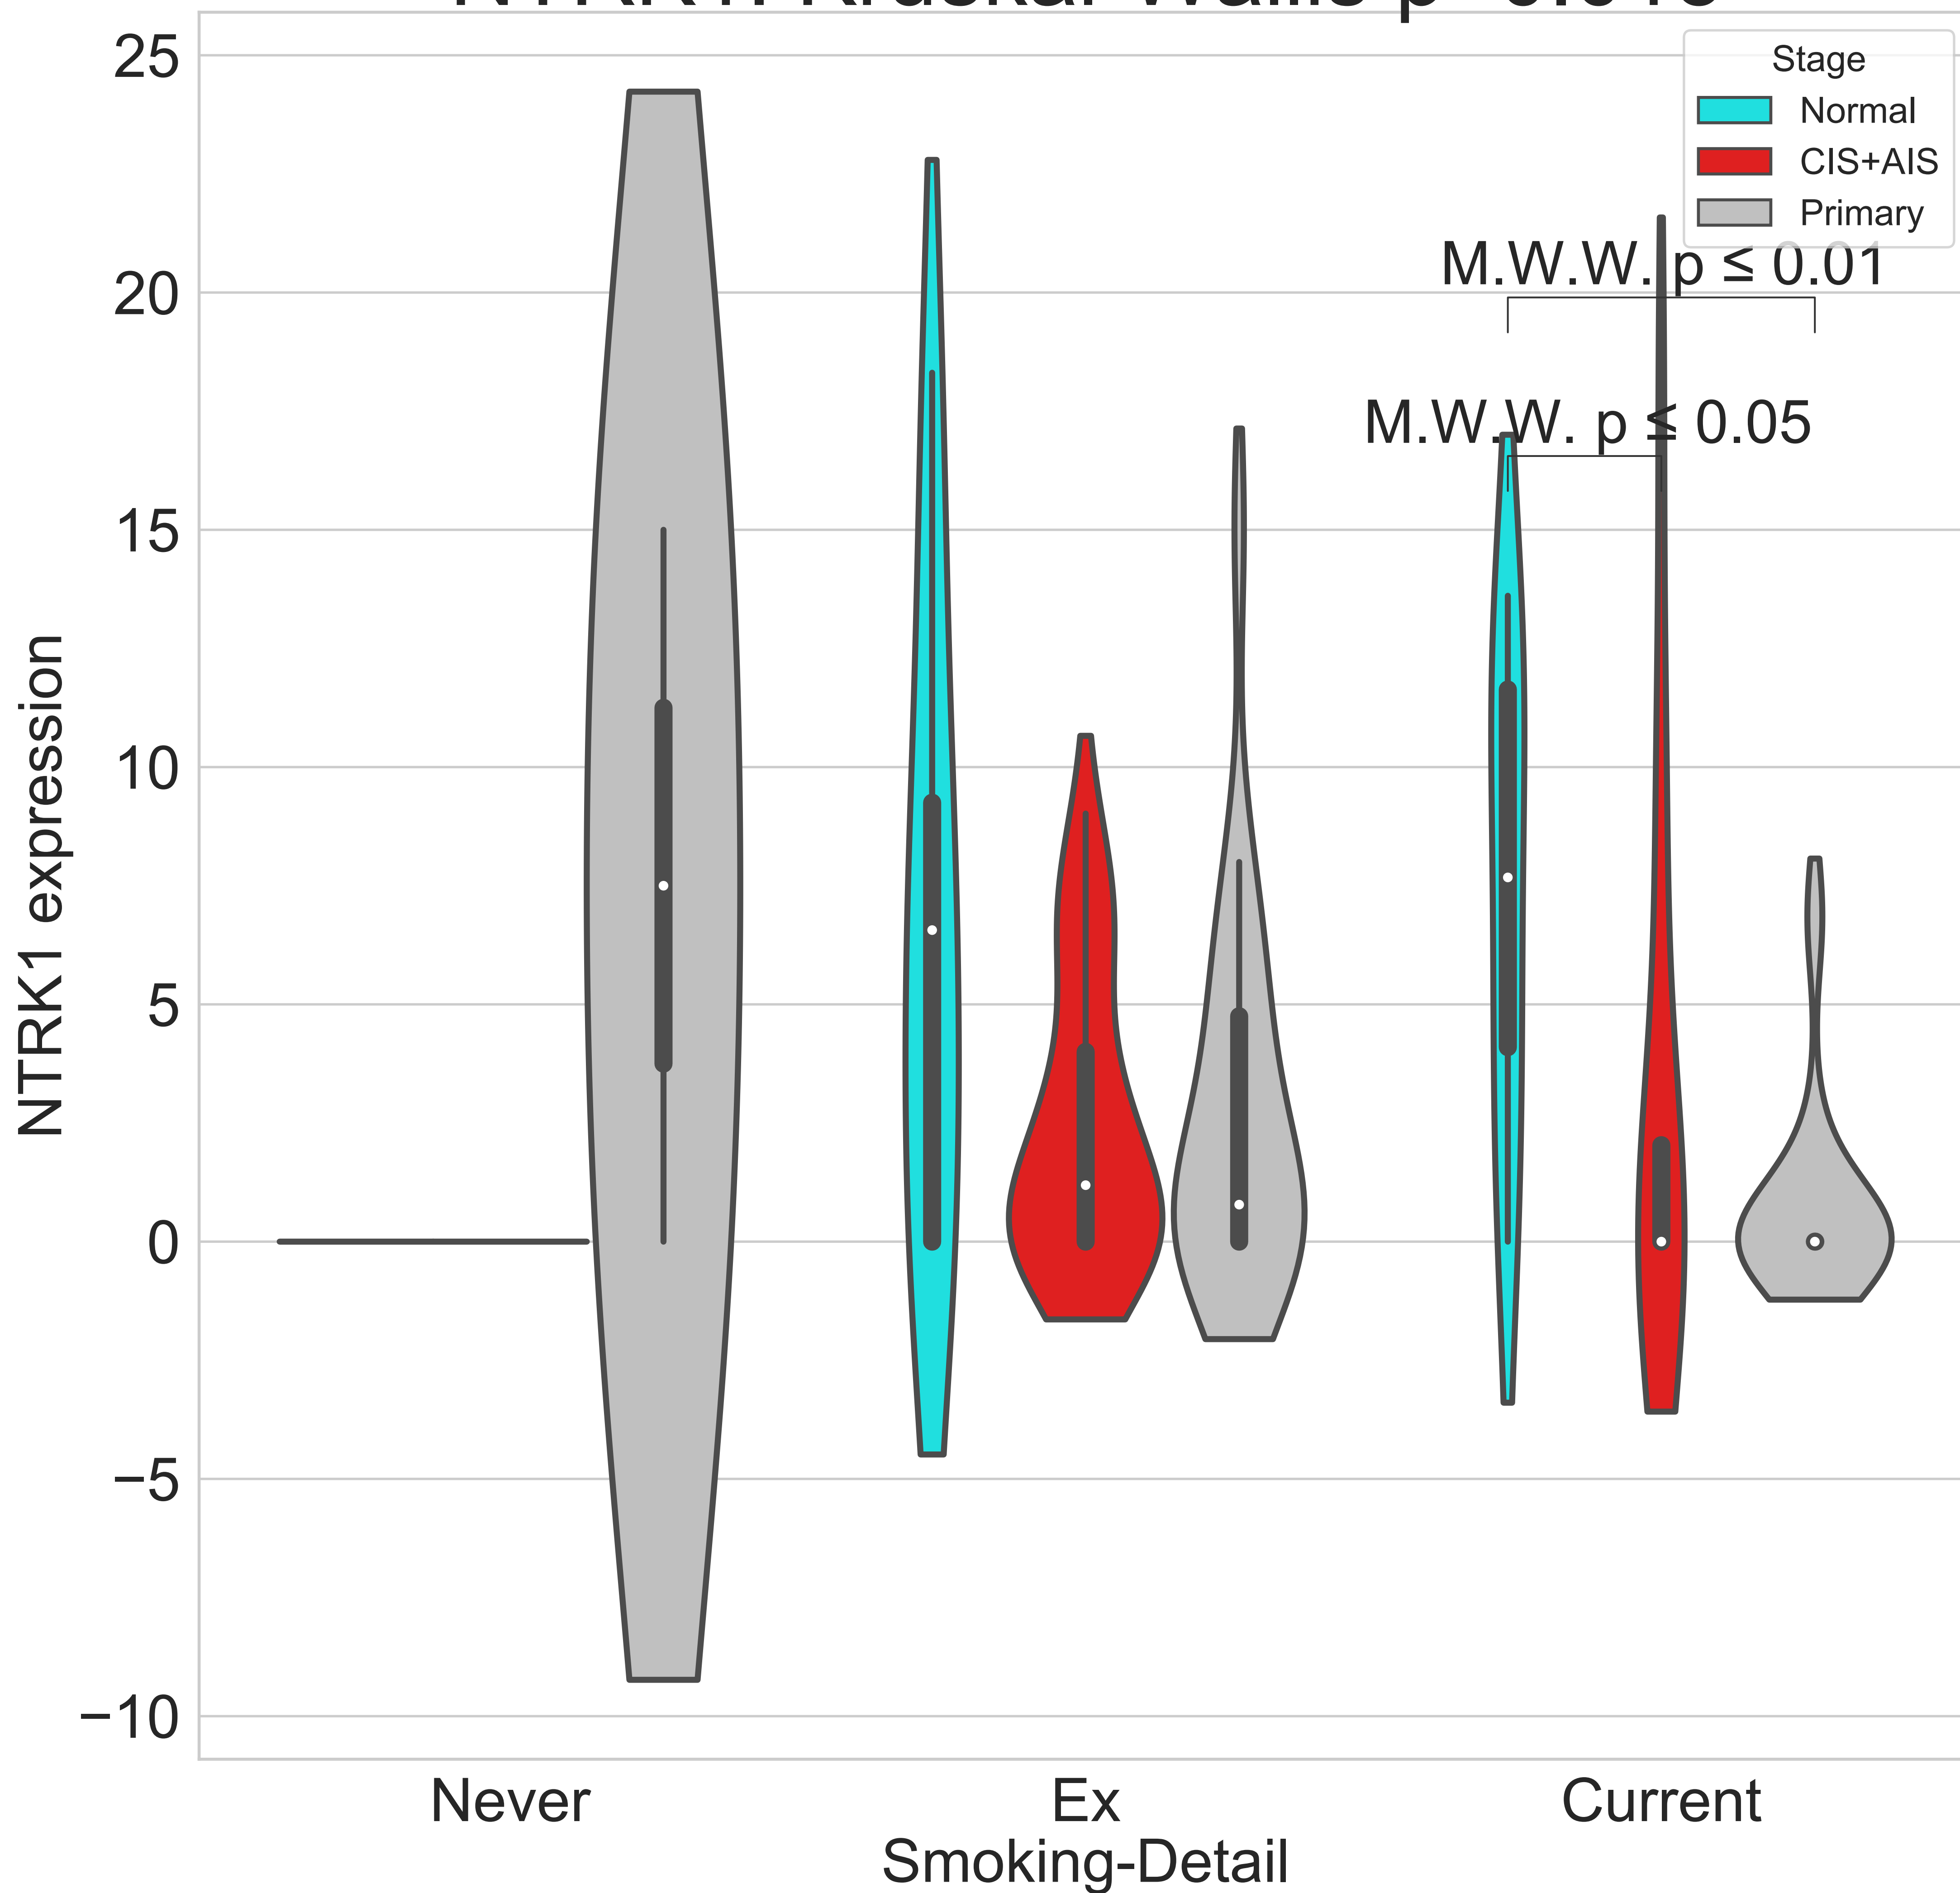 25
20
15
10
5
0
−5
−10
NTRK1 expression
Stage
Normal
CIS+AIS
Primary
M.W.W. p ≤ 0.01
M.W.W. p ≤ 0.05
Never
Ex
Current
Smoking-Detail